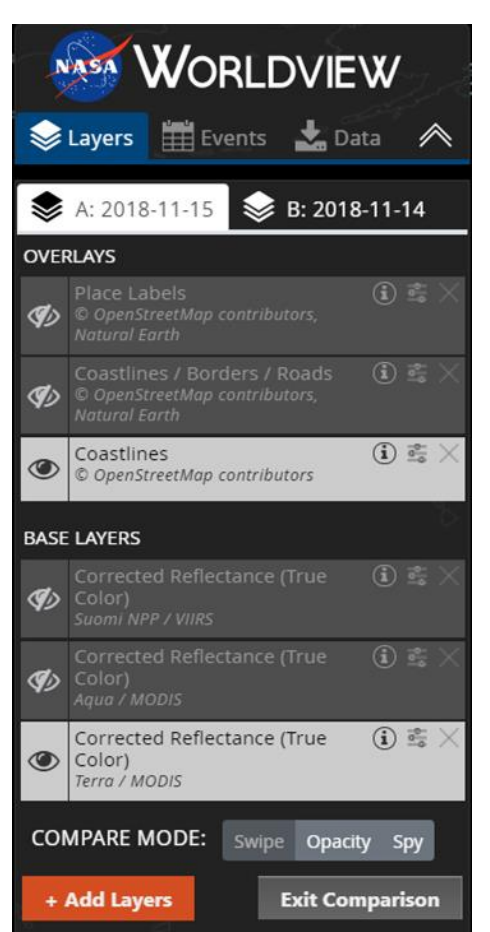 NASA WORLDVIEW
Layers Events Data
A: 2018-11-15 B: 2018-11-14
OVERLAYS
Place Labels
© OpenStreetMap contributors,
Natural Earth
Coastlines / Borders / Roads
© OpenStreetMap contributors,
Natural Earth
Coastlines
© OpenStreetMap contributors
BASE LAYERS
Corrected Reflectance (True
Color)
Suomi NPP / VIIRS
Corrected Reflectance (True
Color)
Aqua / MODIS
Corrected Reflectance (True
Color)
Terra / MODIS
COMPARE MODE: Swipe Opacity Spy
+ Add Layers Exit Comparison